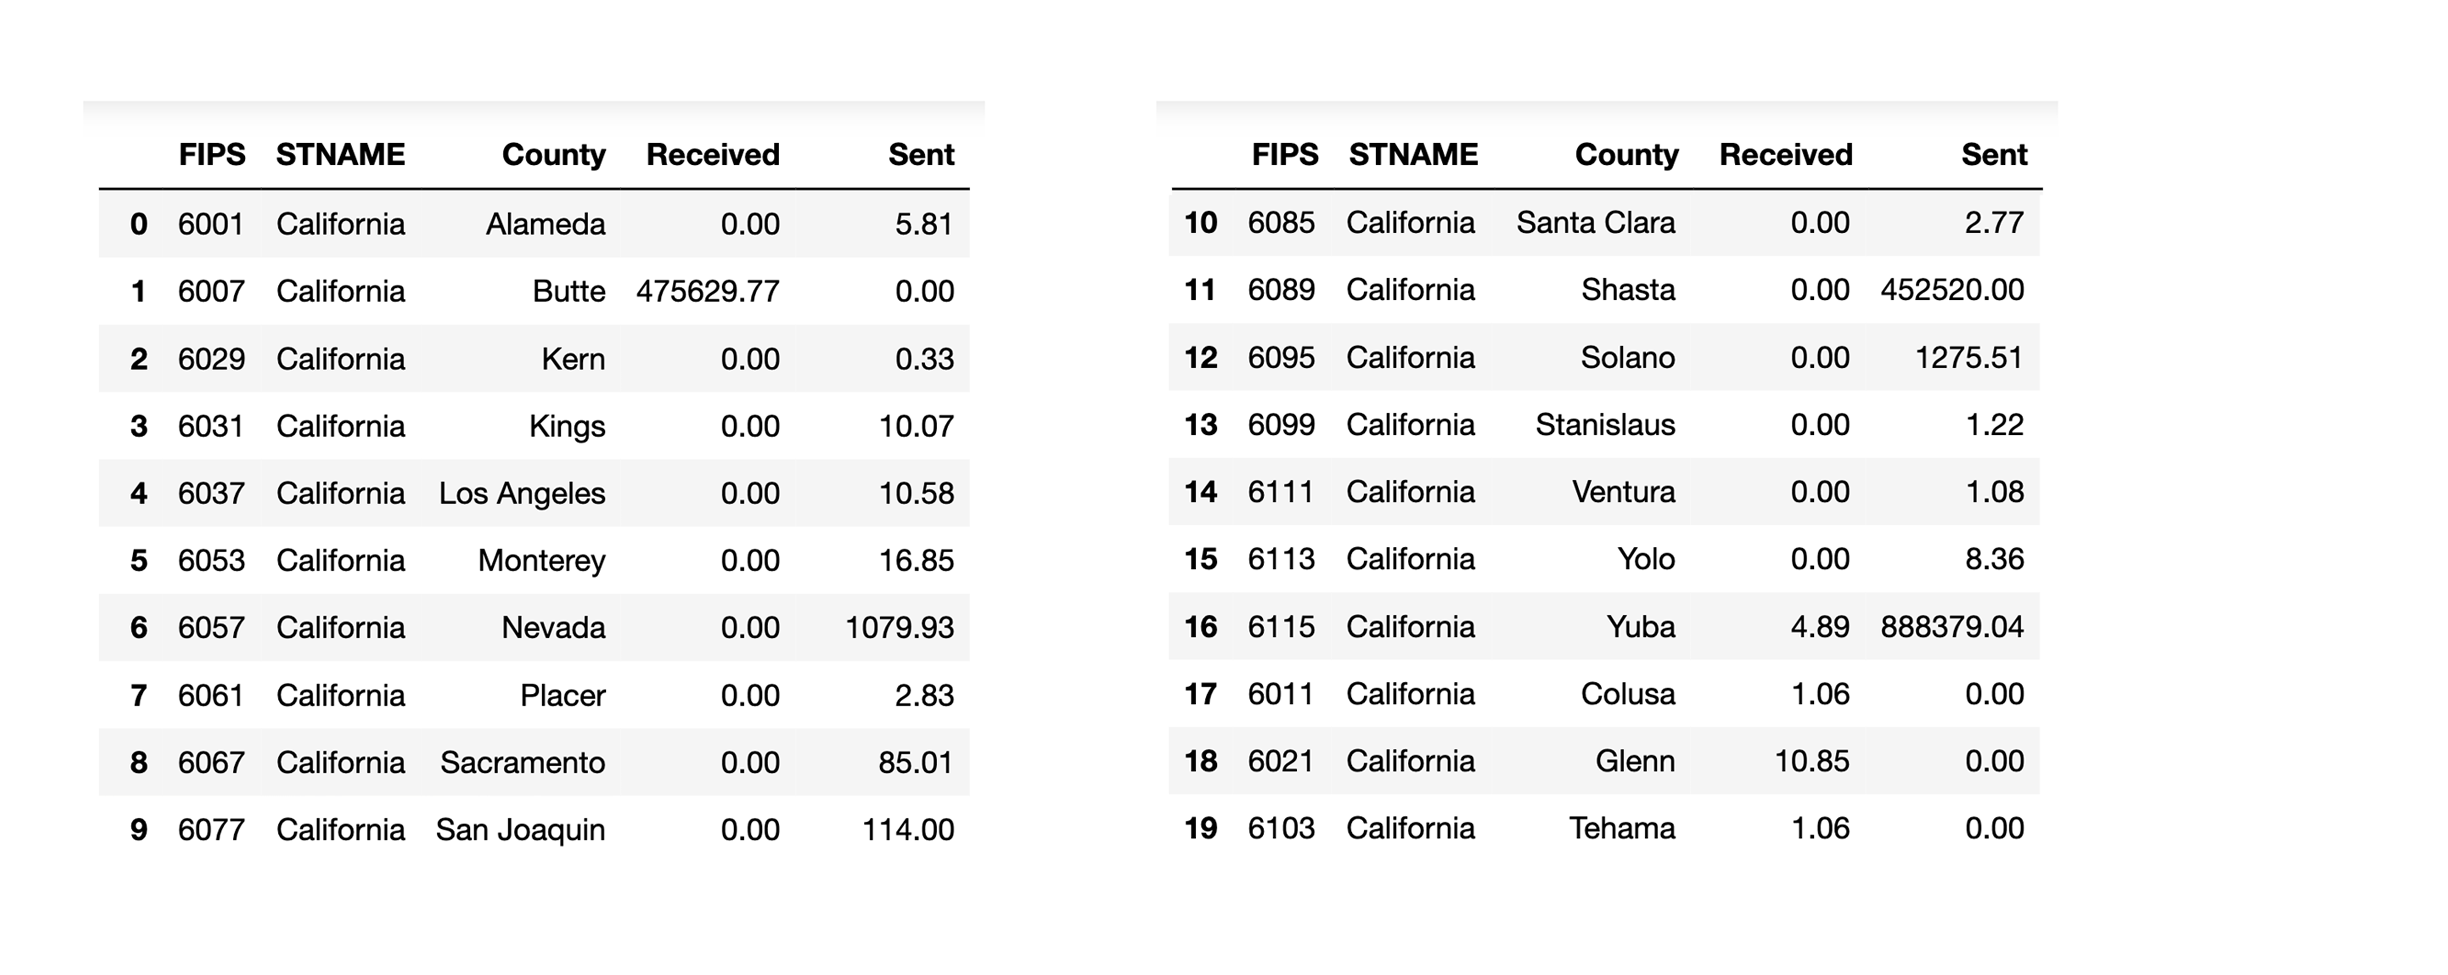 FIPS STNAME County Received Sent
0 6001 California Alameda 0.00 5.81
1 6007 California Butte 475629.77 0.00
2 6029 California Kern 0.00 0.33
3 6031 California Kings 0.00 10.07
4 6037 California Los Angeles 0.00 10.58
5 6053 California Monterey 0.00 16.85
6 6057 California Nevada 0.00 1079.93
7 6061 California Placer 0.00 2.83
8 6067 California Sacramento 0.00 85.01
9 6077 California San Joaquin 0.00 114.00
FIPS STNAME County Received Sent
10 6085 California Santa Clara 0.00 2.77
11 6089 California Shasta 0.00 452520.00
12 6095 California Solano 0.00 1275.51
13 6099 California Stanislaus 0.00 1.22
14 6111 California Ventura 0.00 1.08
15 6113 California Yolo 0.00 8.36
16 6115 California Yuba 4.89 888379.04
17 6011 California Colusa 1.06 0.00
18 6021 California Glenn 10.85 0.00
19 6103 California Tehama 1.06 0.00